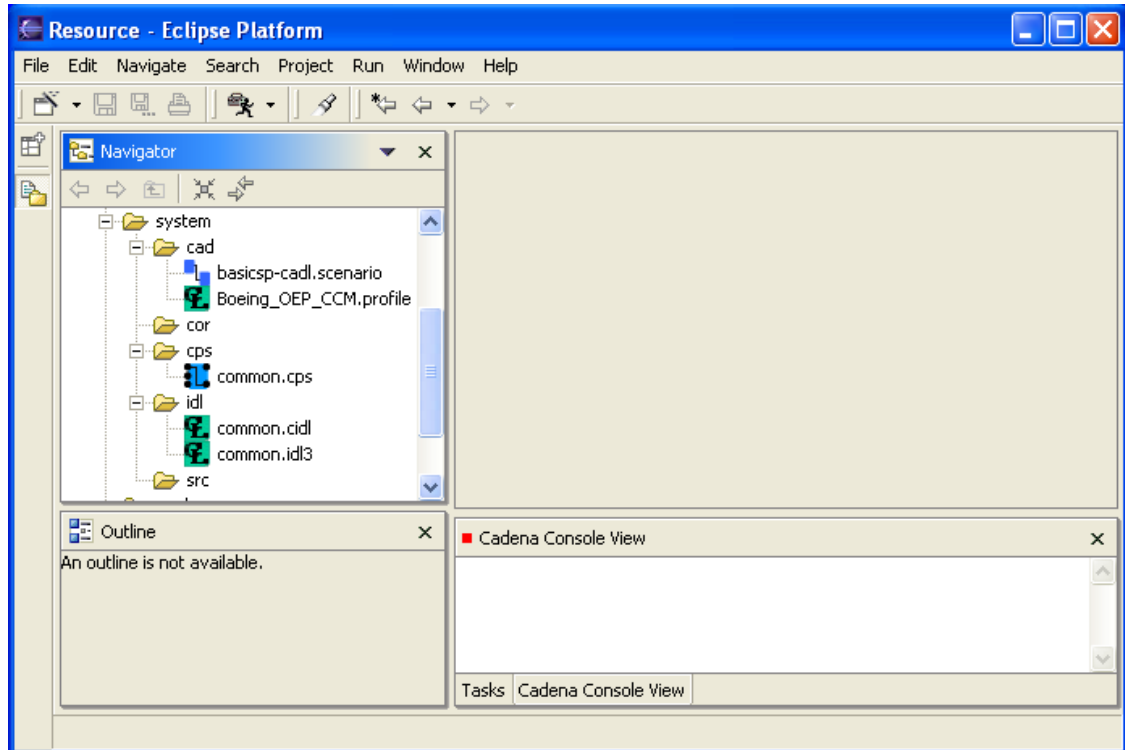 Resource - Eclipse Platform
File Edit Navigate Search Project Run Window Help
Navigator
system
cad
basicsp-cadl.scenario
Boeing_OEP_CCM.profile
cor
cps
common.cps
idl
common.cidl
common.idl3
src
Outline
An outline is not available.
Cadena Console View
Tasks Cadena Console View